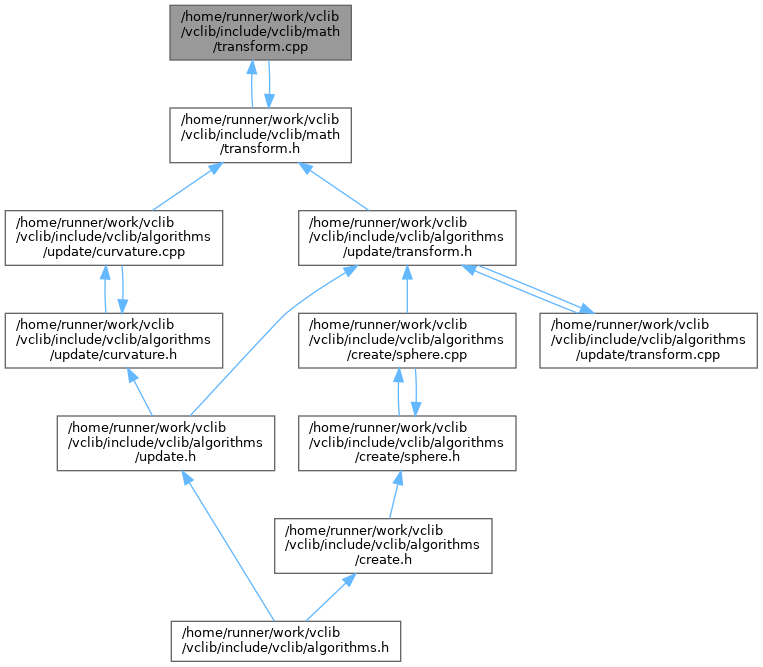 /home/runner/work/vclib
/vclib/include/vclib/math
/transform.cpp
/home/runner/work/vclib
/vclib/include/vclib/math
/transform.h
/home/runner/work/vclib
/vclib/include/vclib/algorithms
/update/curvature.cpp
/home/runner/work/vclib
/vclib/include/vclib/algorithms
/update/transform.h
/home/runner/work/vclib
/vclib/include/vclib/algorithms
/update/curvature.h
/home/runner/work/vclib
/vclib/include/vclib/algorithms
/create/sphere.cpp
/home/runner/work/vclib
/vclib/include/vclib/algorithms
/update/transform.cpp
/home/runner/work/vclib
/vclib/include/vclib/algorithms
/update.h
/home/runner/work/vclib
/vclib/include/vclib/algorithms
/create/sphere.h
/home/runner/work/vclib
/vclib/include/vclib/algorithms
/create.h
/home/runner/work/vclib
/vclib/include/vclib/algorithms.h